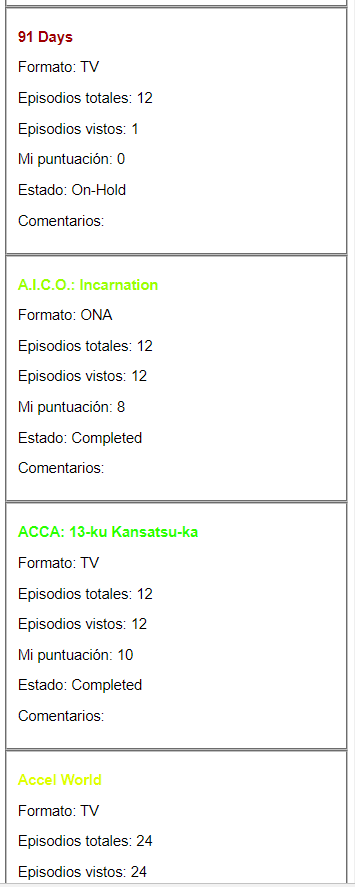 91 Days
Formato: TV
Episodios totales: 12
Episodios vistos: 1
Mi puntuación: 0
Estado: On-Hold
Comentarios:
A.I.C.O.: Incarnation
Formato: ONA
Episodios totales: 12
Episodios vistos: 12
Mi puntuación: 8
Estado: Completed
Comentarios:
ACCA: 13-ku Kansatsu-ka
Formato: TV
Episodios totales: 12
Episodios vistos: 12
Mi puntuación: 10
Estado: Completed
Comentarios:
Accel World
Formato: TV
Episodios totales: 24
Episodios vistos: 24